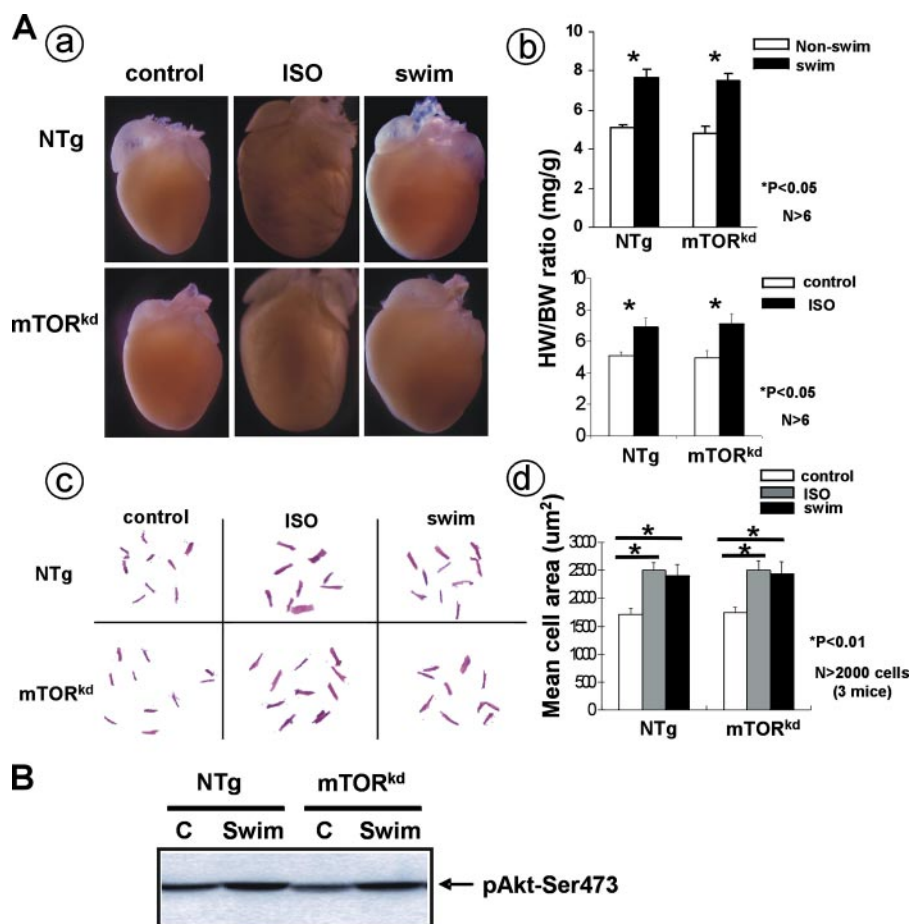 A
a
control ISO swim
NTg
mTORkd
b
Non-swim
swim
HW/BW ratio (mg/g)
8
6
4
2
0
*
*
*P<0.05
N>6
NTg mTORkd
control
ISO
8
6
4
2
0
*
*
*P<0.05
N>6
NTg mTORkd
c
control ISO swim
NTg
mTORkd
d
control
ISO
swim
Mean cell area (um2)
3000
2500
2000
1500
1000
500
0
*
*
*
*
*P<0.01
N>2000 cells
(3 mice)
NTg mTORkd
B
NTg mTORkd
C Swim C Swim
← pAkt-Ser473